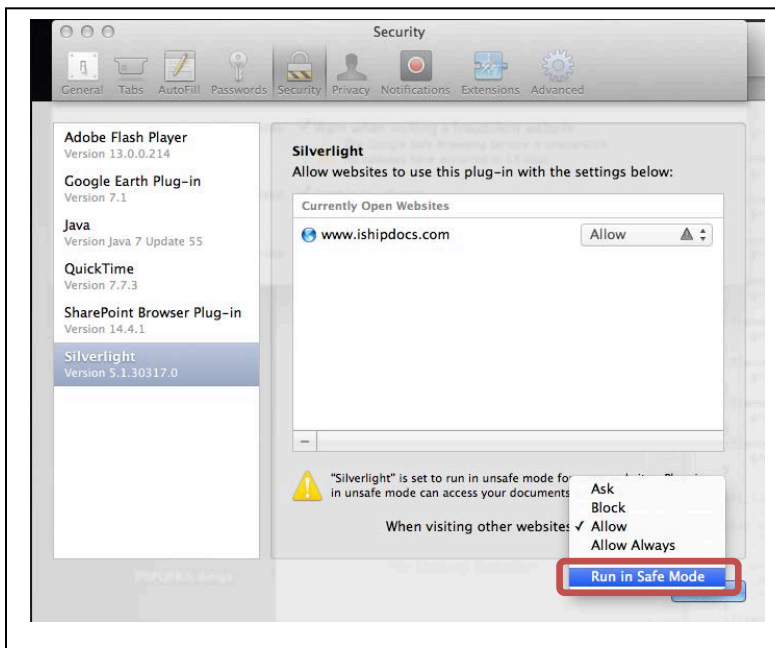 Security
General Tabs AutoFill Passwords Security Privacy Notifications Extensions Advanced
Adobe Flash Player
Version 13.0.0.214
Google Earth Plug-in
Version 7.1
Java
Version Java 7 Update 55
QuickTime
Version 7.7.3
SharePoint Browser Plug-in
Version 14.4.1
Silverlight
Version 5.1.30317.0
Silverlight
Allow websites to use this plug-in with the settings below:
Currently Open Websites
www.ishipdocs.com Allow
"Silverlight" is set to run in unsafe mode
in unsafe mode can access your documents
When visiting other websites
Ask
Block
✓ Allow
Allow Always
Run in Safe Mode